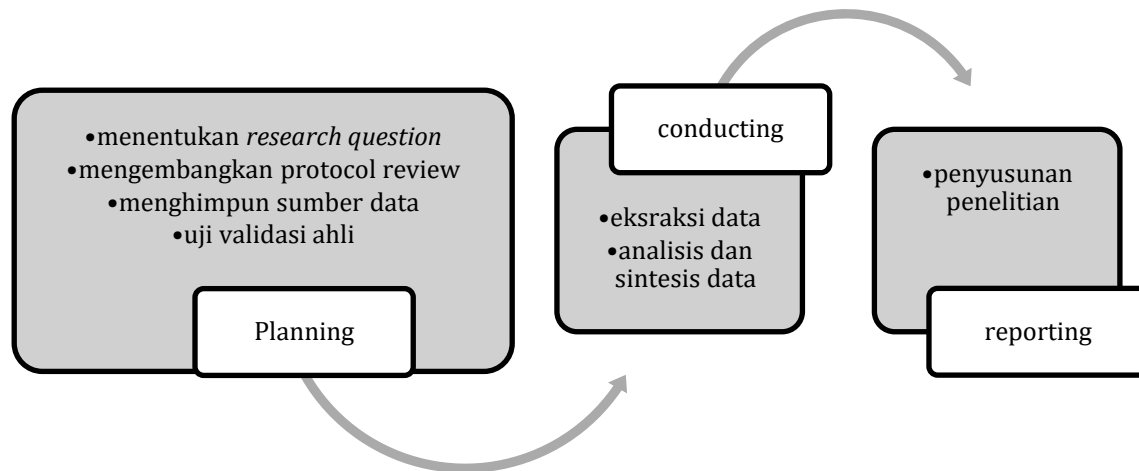 •menentukan research question
•mengembangkan protocol review
•menghimpun sumber data
•uji validasi ahli
Planning
conducting
•eksraksi data
•analisis dan
sintesis data
•penyusunan
penelitian
reporting